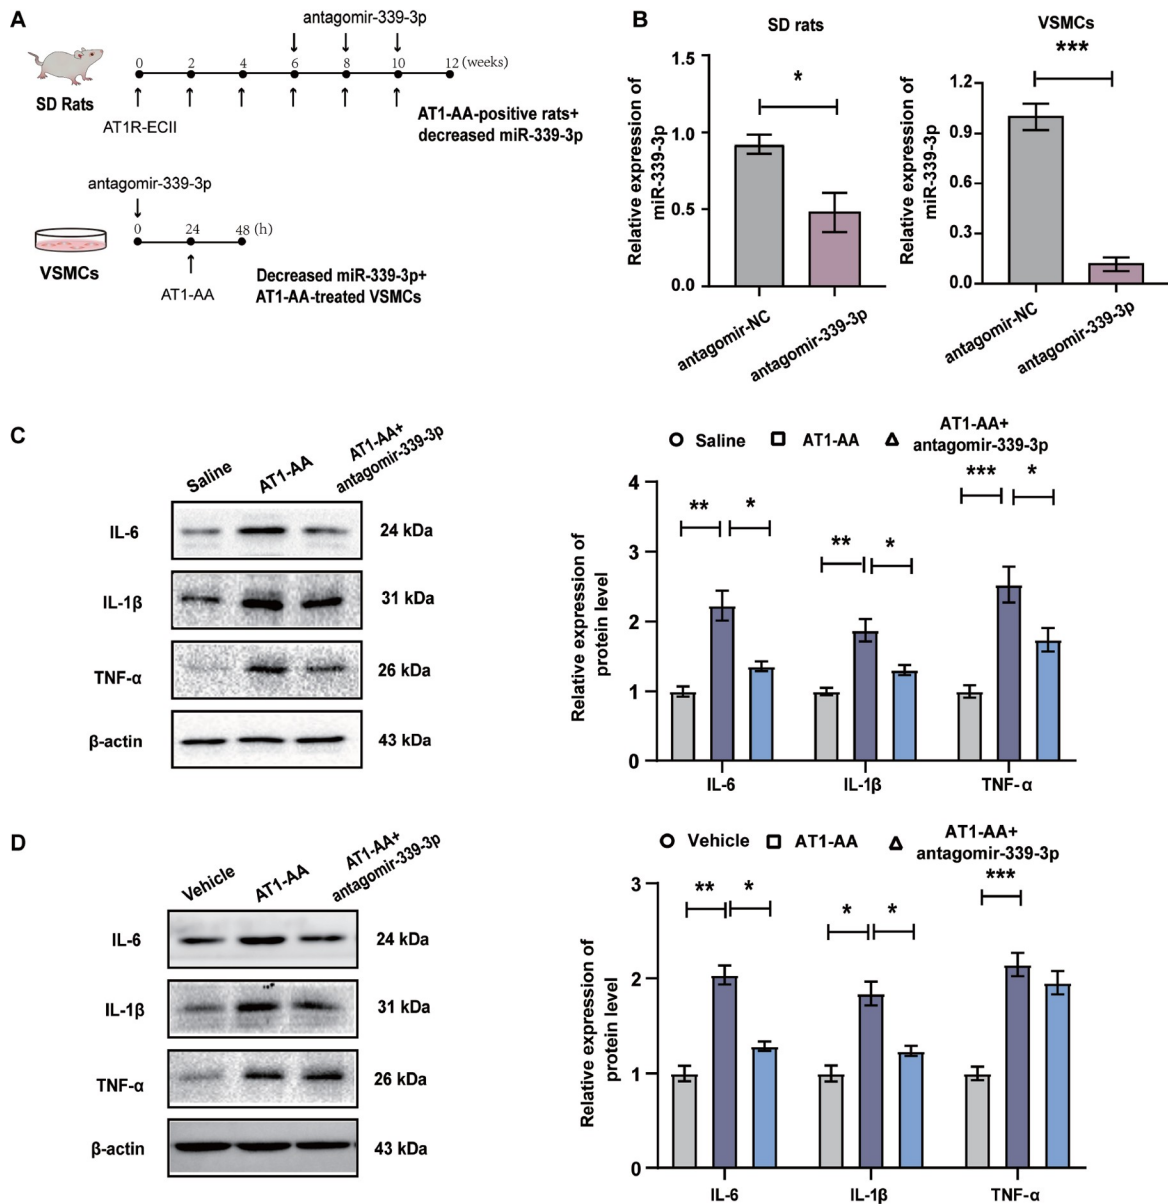 A
antagomir-339-3p
0 2 4 6 8 10 12 (weeks)
SD Rats
AT1R-ECII
AT1-AA-positive rats+
decreased miR-339-3p
antagomir-339-3p
0 24 48 (h)
VSMCs
AT1-AA
Decreased miR-339-3p+
AT1-AA-treated VSMCs
B
SD rats
Relative expression of
miR-339-3p
1.5
1.0
0.5
0.0
*
antagomir-NC
antagomir-339-3p
VSMCs
Relative expression of
miR-339-3p
1.2
0.9
0.6
0.3
0.0
***
antagomir-NC
antagomir-339-3p
C
Saline
AT1-AA
AT1-AA+
antagomir-339-3p
IL-6 24 kDa
IL-1β 31 kDa
TNF-α 26 kDa
β-actin 43 kDa
Saline AT1-AA AT1-AA+
antagomir-339-3p
Relative expression of
protein level
4
3
2
1
0
** *
** *
*** *
IL-6 IL-1β TNF-α
D
Vehicle
AT1-AA
AT1-AA+
antagomir-339-3p
IL-6 24 kDa
IL-1β 31 kDa
TNF-α 26 kDa
β-actin 43 kDa
Vehicle AT1-AA AT1-AA+
antagomir-339-3p
Relative expression of
protein level
3
2
1
0
** *
* *
***
IL-6 IL-1β TNF-α